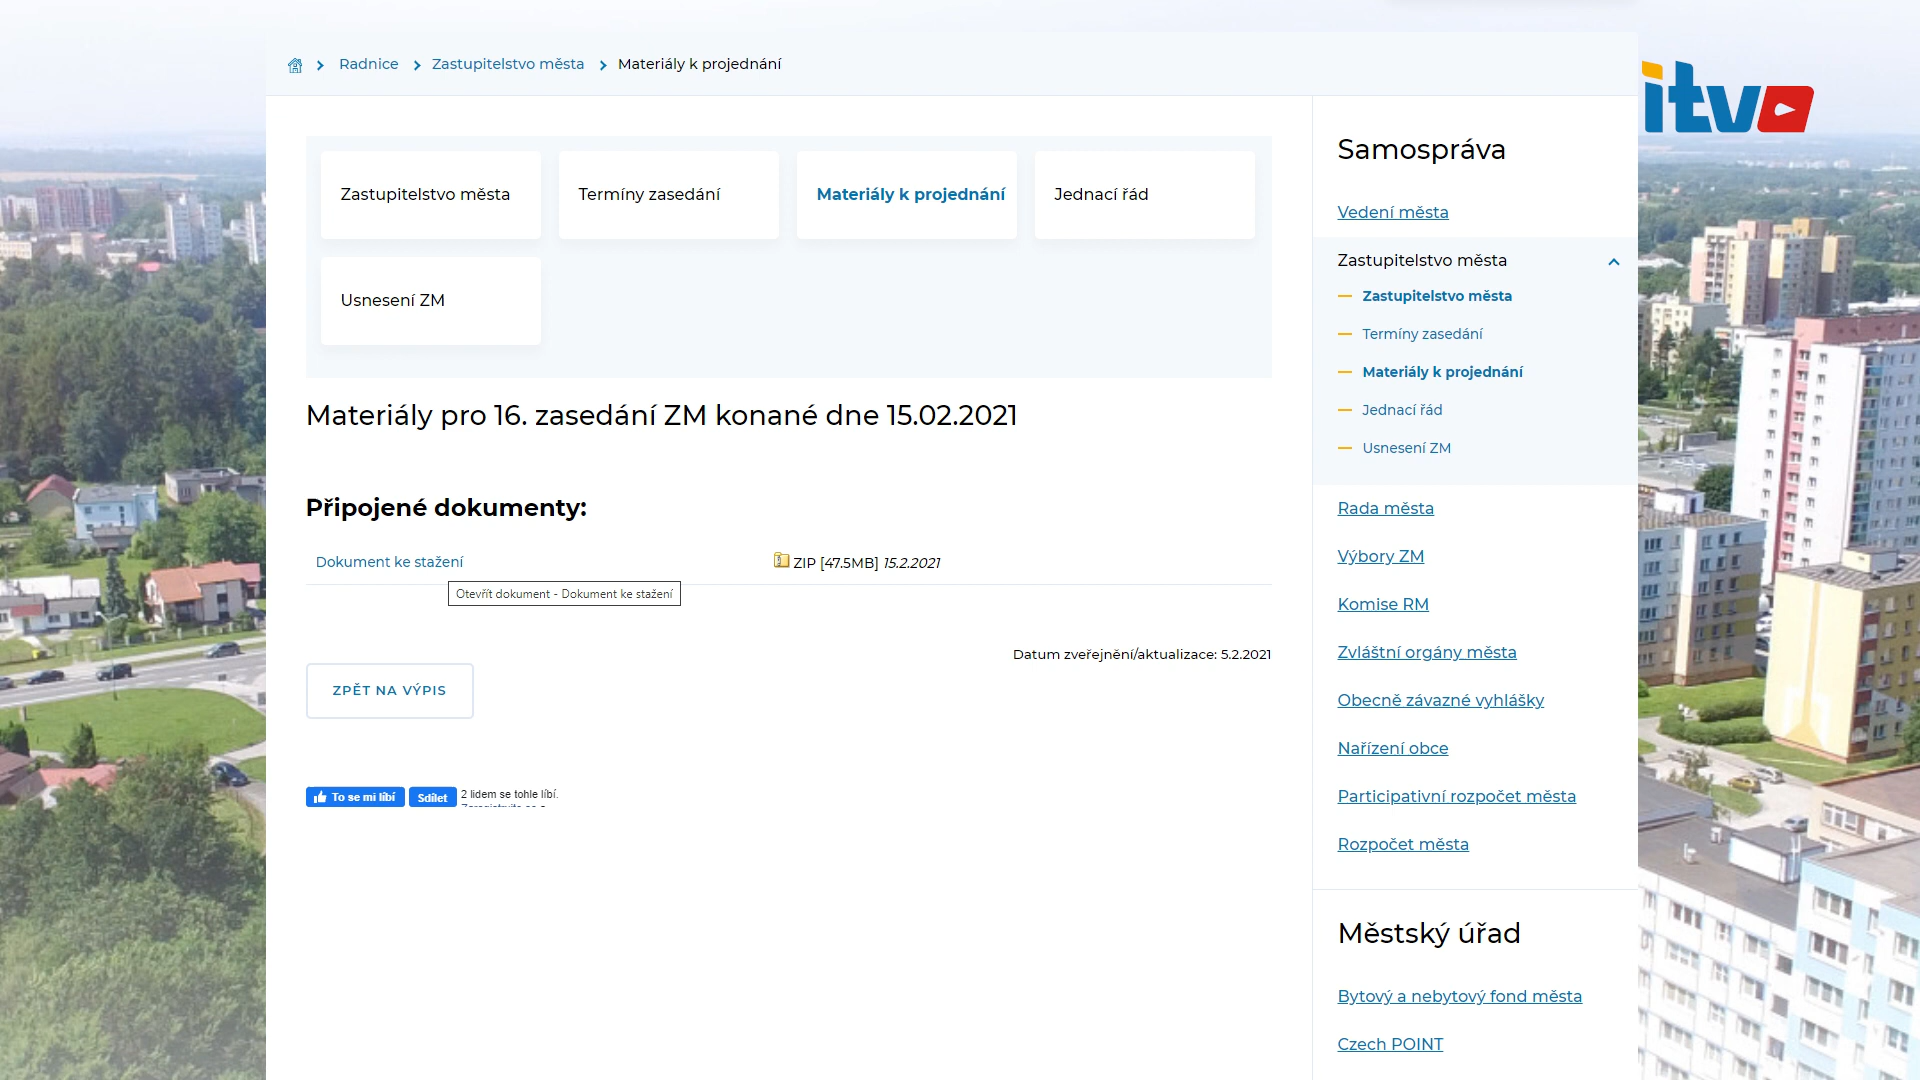 Radnice
Zastupitelstvo města
Materiály k projednání
itvo
Zastupitelstvo města
Termíny zasedání
Materiály k projednání
Jednací řád
Usnesení ZM
Materiály pro 16. zasedání ZM konané dne 15.02.2021
Připojené dokumenty:
Dokument ke stažení
ZIP [47.5MB] 15.2.2021
Otevřít dokument - Dokument ke stažení
Datum zveřejnění/aktualizace: 5.2.2021
ZPĚT NA VÝPIS
To se mi líbí
Sdílet
2 lidem se tohle líbí.
Samospráva
Vedení města
Zastupitelstvo města
Zastupitelstvo města
Termíny zasedání
Materiály k projednání
Jednací řád
Usnesení ZM
Rada města
Výbory ZM
Komise RM
Zvláštní orgány města
Obecně závazné vyhlášky
Nařízení obce
Participativní rozpočet města
Rozpočet města
Městský úřad
Bytový a nebytový fond města
Czech POINT